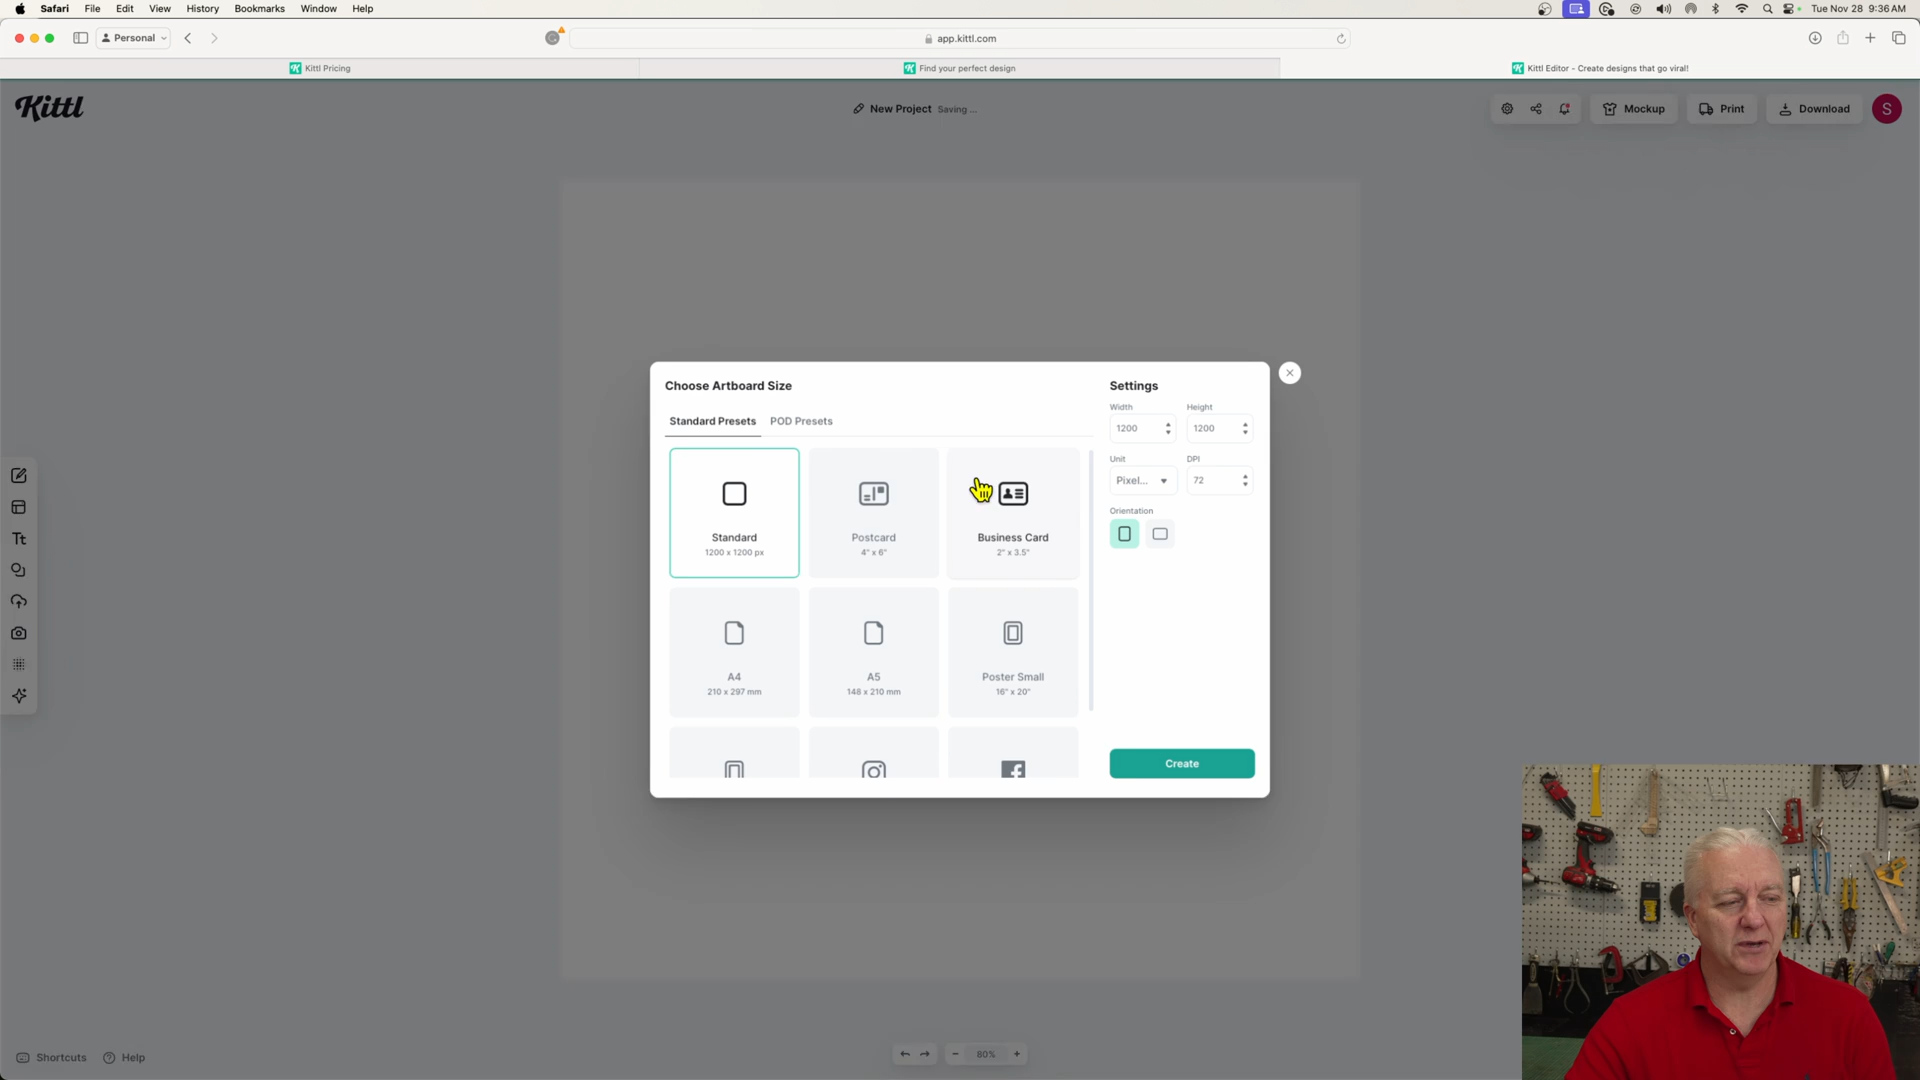 Safari File Edit View History Bookmarks Window Help
Tue Nov 28 9:36 AM
Personal
app.kittl.com
Kittl Pricing
Find your perfect design
Kittl Editor - Create designs that go viral!
Kittl
New Project Saving ...
Mockup
Print
Download
S
Choose Artboard Size
Standard Presets
POD Presets
Standard
1200 x 1200 px
Postcard
4" x 6"
Business Card
2" x 3.5"
A4
210 x 297 mm
A5
148 x 210 mm
Poster Small
16" x 20"
Settings
Width
Height
1200
1200
Unit
DPI
Pixel...
72
Orientation
Create
Tt
Shortcuts
Help
80%